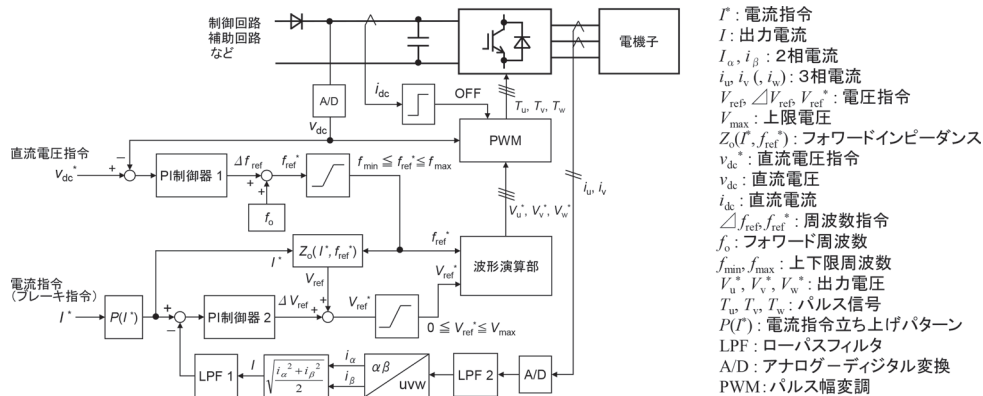 制御回路
補助回路
など
電機子
A/D
i_dc
OFF
T_u, T_v, T_w
v_dc
PWM
直流電圧指令
v_dc*
−
+
+
PI制御器 1
Δf_ref
f_ref*
f_min ≦ f_ref* ≦ f_max
+
+
f_o
i_u, i_v
V_u*, V_v*, V_w*
Z_o(I*, f_ref*)
I*
f_ref*
波形演算部
V_ref
V_ref*
電流指令
(ブレーキ指令)
I*
P(I*)
+
−
PI制御器 2
ΔV_ref
+
+
V_ref*
0 ≦ V_ref* ≦ V_max
LPF 1
I
√((i_α² + i_β²)/2)
i_α
i_β
αβ
uvw
LPF 2
A/D
I* : 電流指令
I : 出力電流
I_α, i_β : 2相電流
i_u, i_v (, i_w) : 3相電流
V_ref, ⊿V_ref, V_ref* : 電圧指令
V_max : 上限電圧
Z_o(I*, f_ref*) : フォワードインピーダンス
v_dc* : 直流電圧指令
v_dc : 直流電圧
i_dc : 直流電流
⊿f_ref, f_ref* : 周波数指令
f_o : フォワード周波数
f_min, f_max : 上下限周波数
V_u*, V_v*, V_w* : 出力電圧
T_u, T_v, T_w : パルス信号
P(I*) : 電流指令立ち上げパターン
LPF : ローパスフィルタ
A/D : アナログーディジタル変換
PWM : パルス幅変調